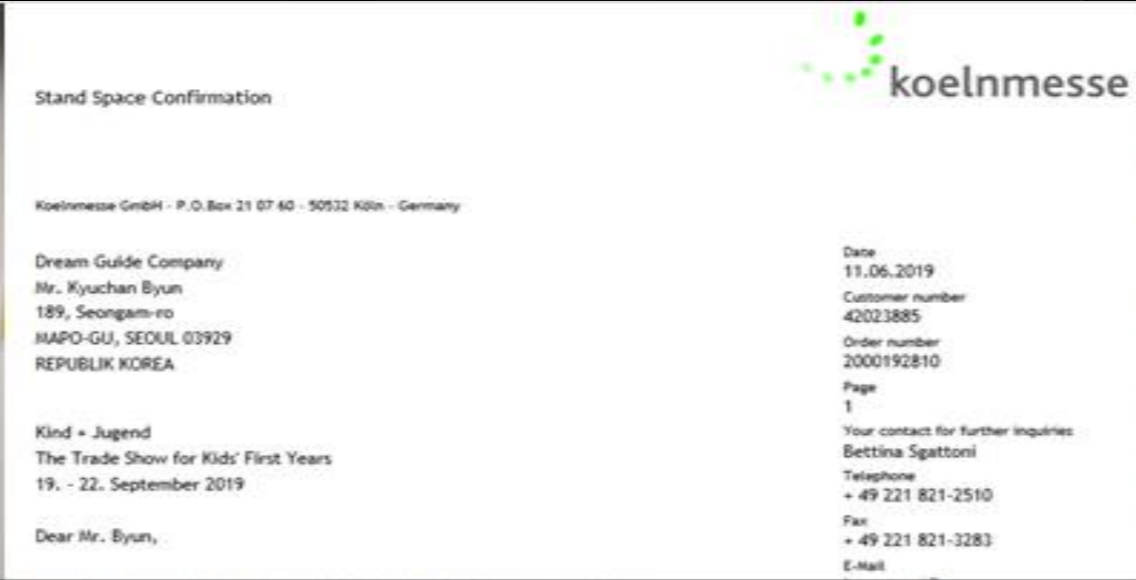 koelnmesse
Stand Space Confirmation
Koelnmesse GmbH - P.O.Box 21 07 60 - 50532 Köln - Germany
Dream Guide Company
Mr. Kyuchan Byun
189, Seongam-ro
MAPO-GU, SEOUL 03929
REPUBLIK KOREA
Kind + Jugend
The Trade Show for Kids' First Years
19. - 22. September 2019
Dear Mr. Byun,
Date
11.06.2019
Customer number
42023885
Order number
2000192810
Page
1
Your contact for further inquiries
Bettina Sgattoni
Telephone
+ 49 221 821-2510
Fax
+ 49 221 821-3283
E-Mail